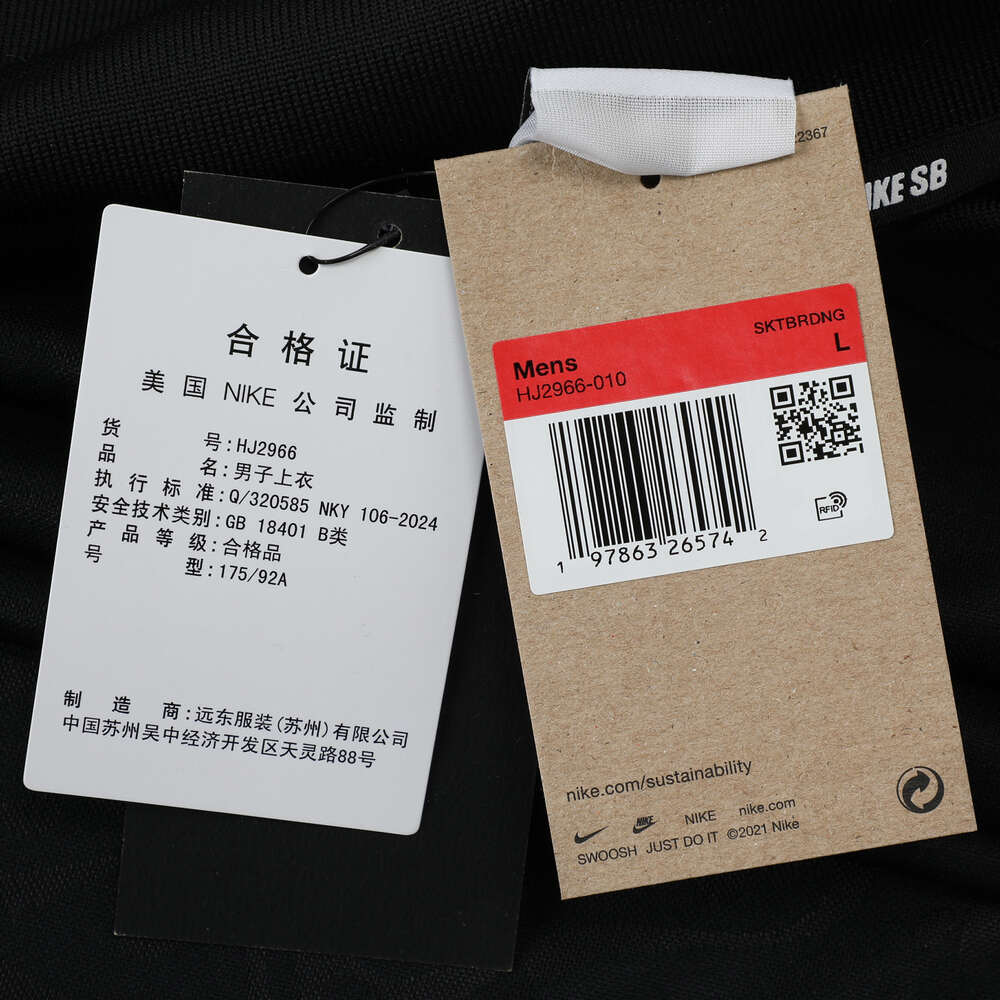 合格证
美国 NIKE 公司监制
货号:HJ2966
品名:男子上衣
执行标准:Q/320585 NKY 106-2024
安全技术类别:GB 18401 B类
产品等级:合格品
号型:175/92A
制造商:远东服装(苏州)有限公司
中国苏州吴中经济开发区天灵路88号
2367
KE SB
SKTBRDNG
Mens L
HJ2966-010
1 97863 26574 2
RFID
nike.com/sustainability
NIKE NIKE nike.com
SWOOSH JUST DO IT ©2021 Nike